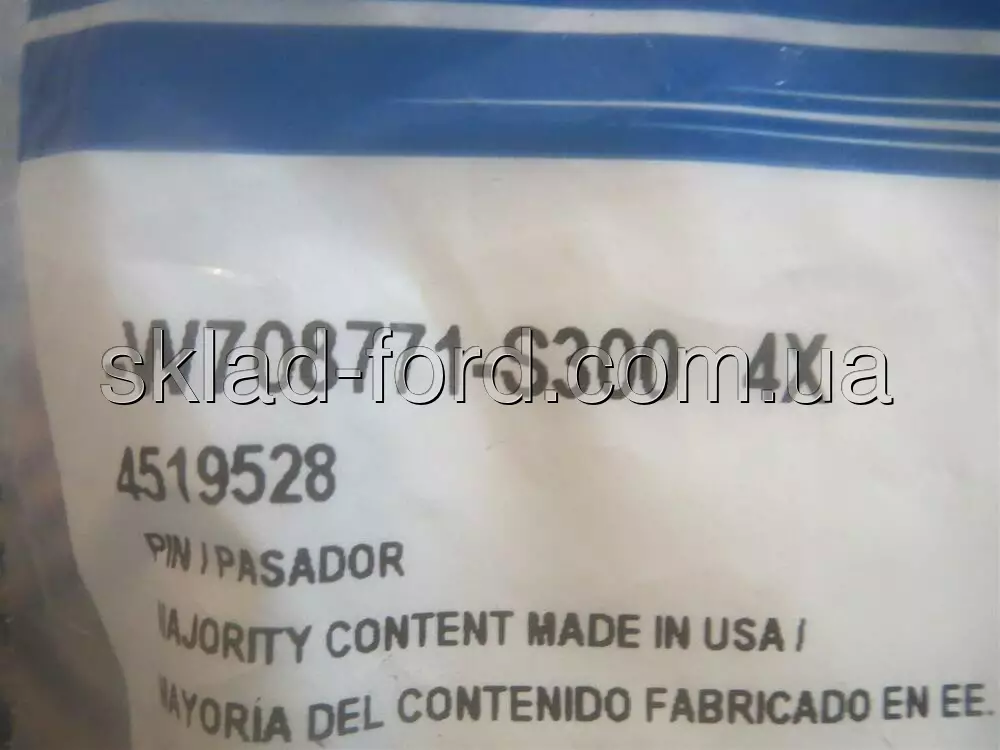 W708771-S300 4X
sklad-ford.com.ua
4519528
PIN / PASADOR
MAJORITY CONTENT MADE IN USA /
MAYORÍA DEL CONTENIDO FABRICADO EN EE.